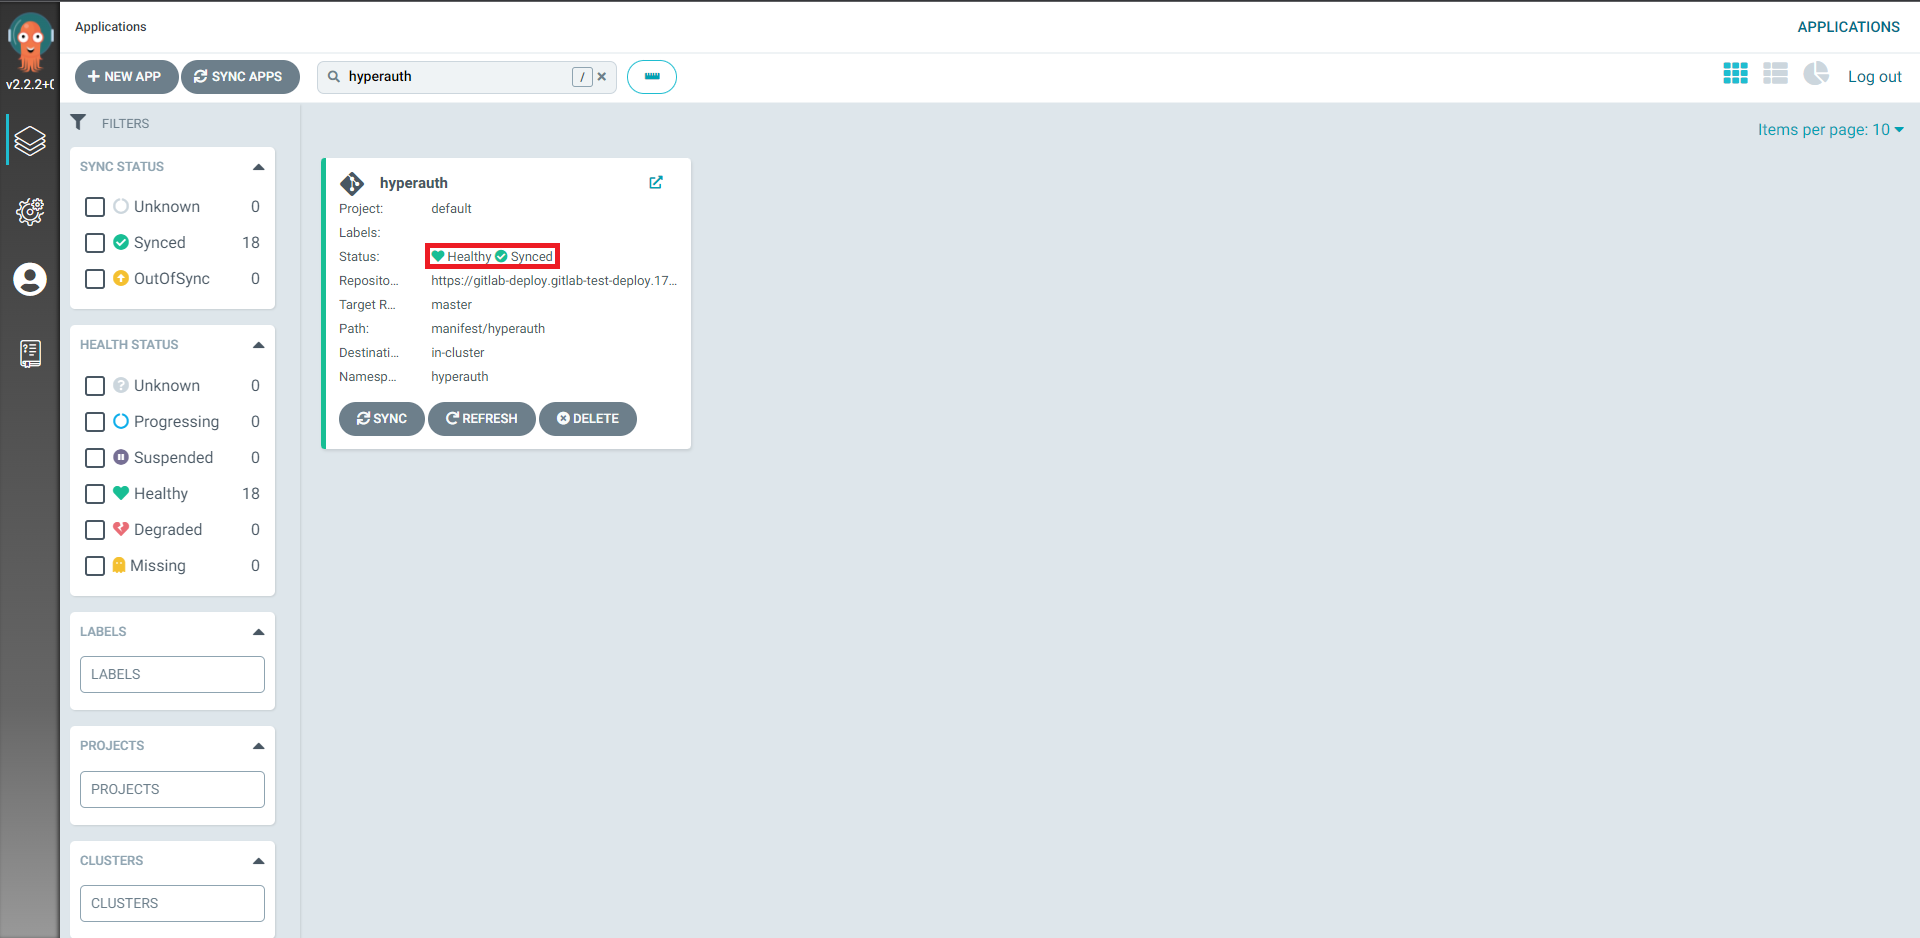 Applications
APPLICATIONS
v2.2.2+0
NEW APP
SYNC APPS
hyperauth
/
Log out
FILTERS
Items per page: 10
SYNC STATUS
Unknown 0
Synced 18
OutOfSync 0
HEALTH STATUS
Unknown 0
Progressing 0
Suspended 0
Healthy 18
Degraded 0
Missing 0
LABELS
LABELS
PROJECTS
PROJECTS
CLUSTERS
CLUSTERS
hyperauth
Project: default
Labels:
Status: Healthy Synced
Reposito... https://gitlab-deploy.gitlab-test-deploy.17...
Target R... master
Path: manifest/hyperauth
Destinati... in-cluster
Namesp... hyperauth
SYNC REFRESH DELETE